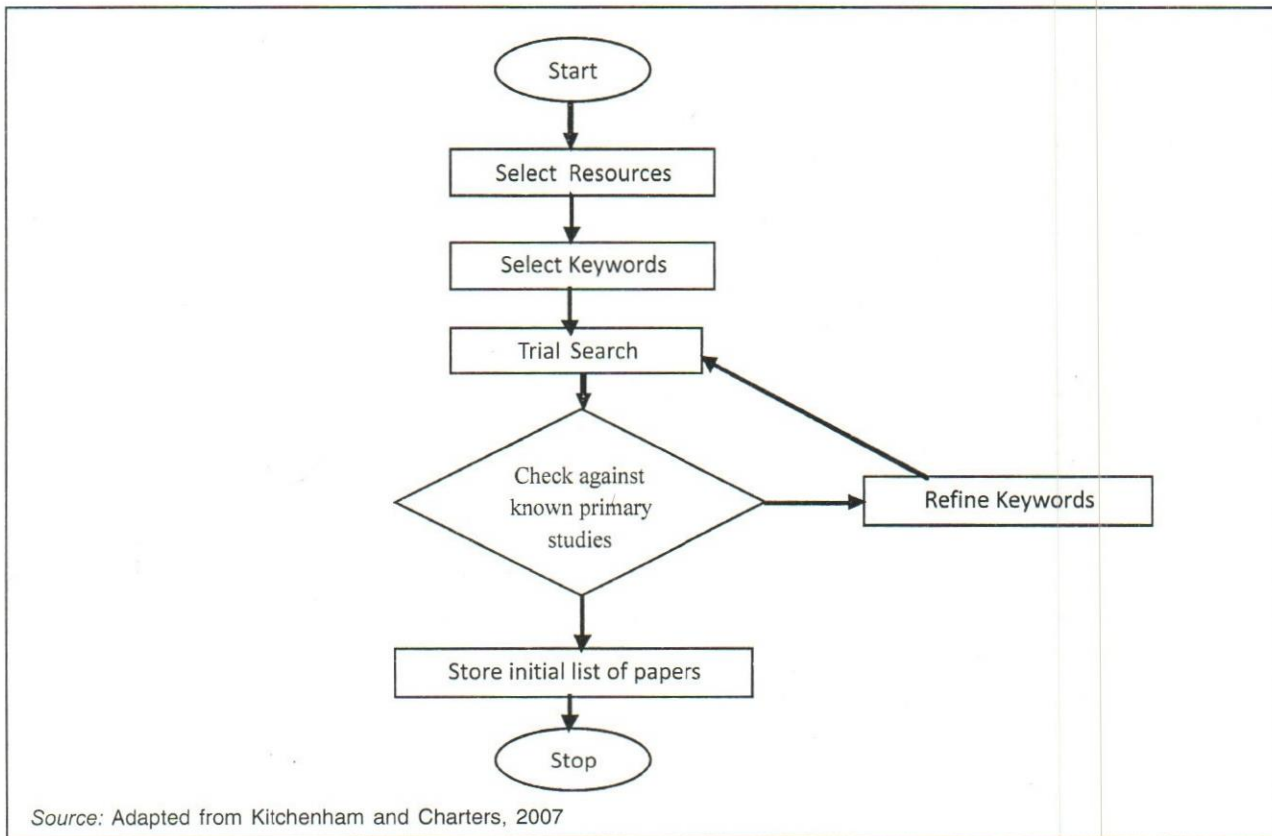 Start
Select Resources
Select Keywords
Trial Search
Check against
known primary
studies
Refine Keywords
Store initial list of papers
Stop
Source: Adapted from Kitchenham and Charters, 2007